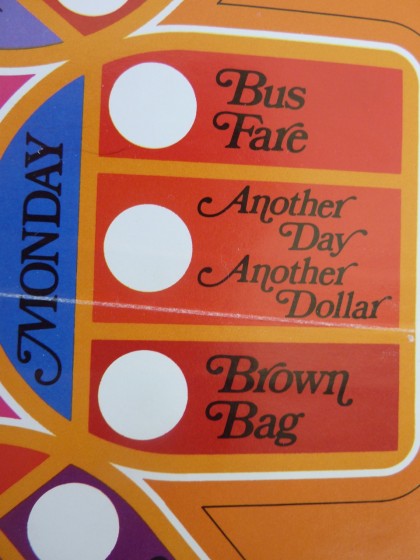 MONDAY
Bus
Fare
Another
Day
Another
Dollar
Brown
Bag